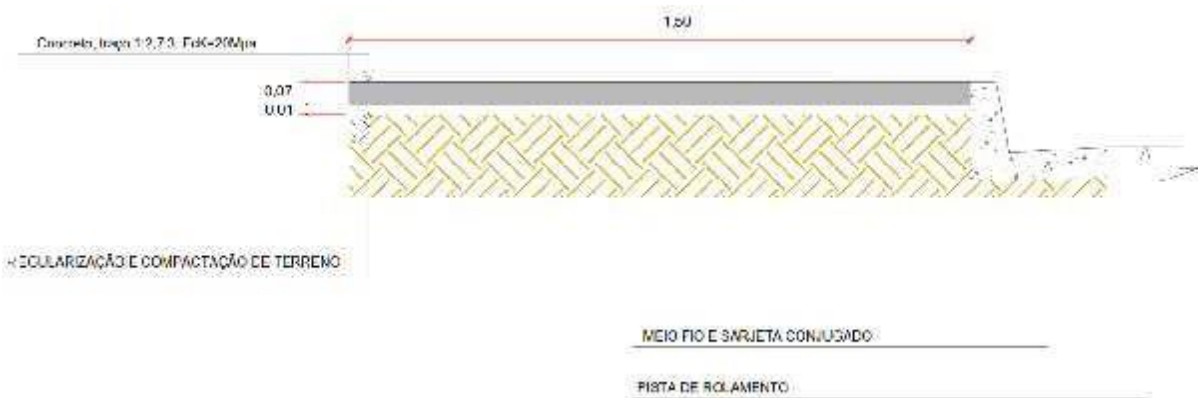 1,50
Concreto, traço 1:2,7:3, FcK=20Mpa
0,07
0,01
REGULARIZAÇÃO E COMPACTAÇÃO DE TERRENO
MEIO FIO E SARJETA CONJUGADO
PISTA DE ROLAMENTO